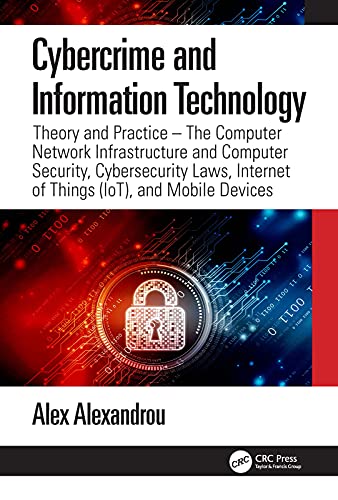 Cybercrime and
Information Technology
Theory and Practice – The Computer
Network Infrastructure and Computer
Security, Cybersecurity Laws, Internet
of Things (IoT), and Mobile Devices
Alex Alexandrou
CRC
CRC Press
Taylor & Francis Group